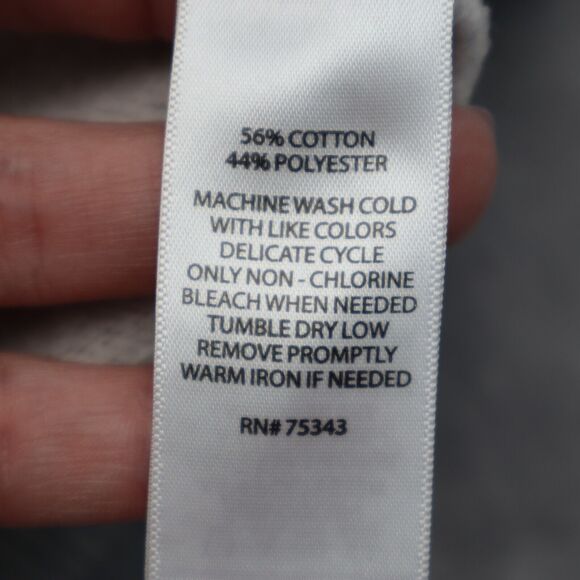 56% COTTON
44% POLYESTER
MACHINE WASH COLD
WITH LIKE COLORS
DELICATE CYCLE
ONLY NON - CHLORINE
BLEACH WHEN NEEDED
TUMBLE DRY LOW
REMOVE PROMPTLY
WARM IRON IF NEEDED
RN# 75343